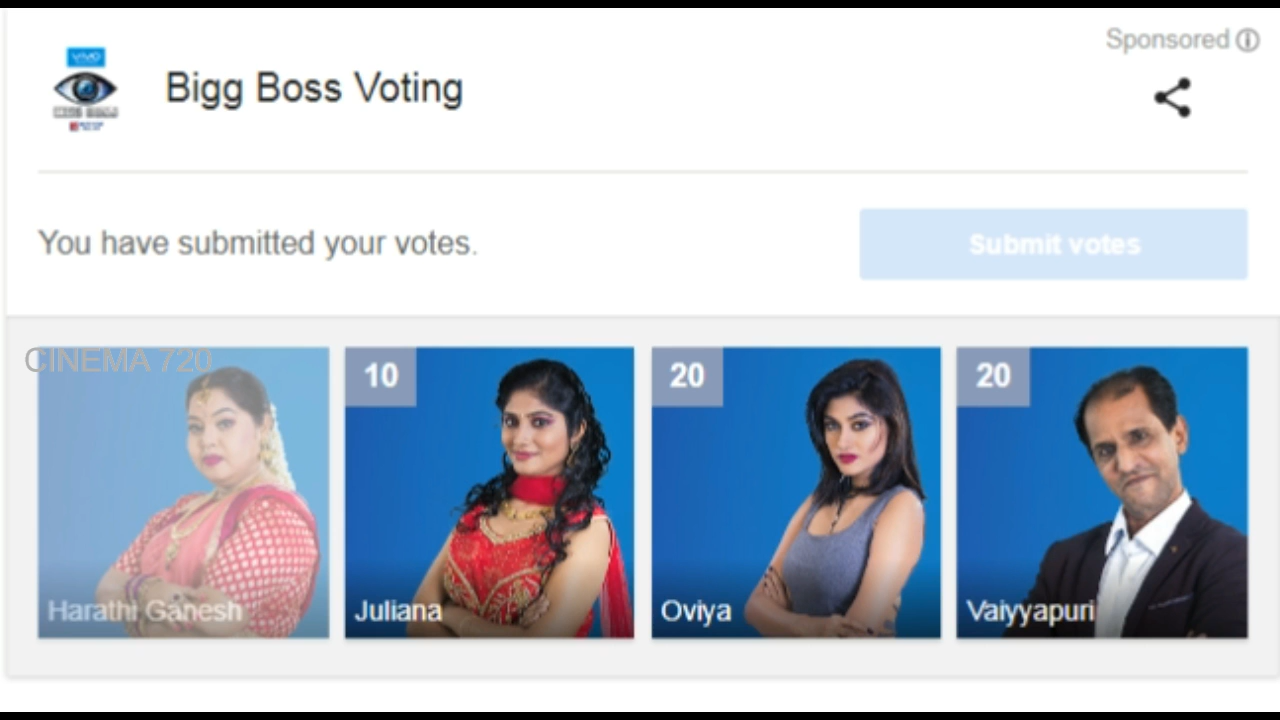 Sponsored
vivo
Bigg Boss Voting
You have submitted your votes.
Submit votes
CINEMA 720
10
20
20
Harathi Ganesh
Juliana
Oviya
Vaiyyapuri